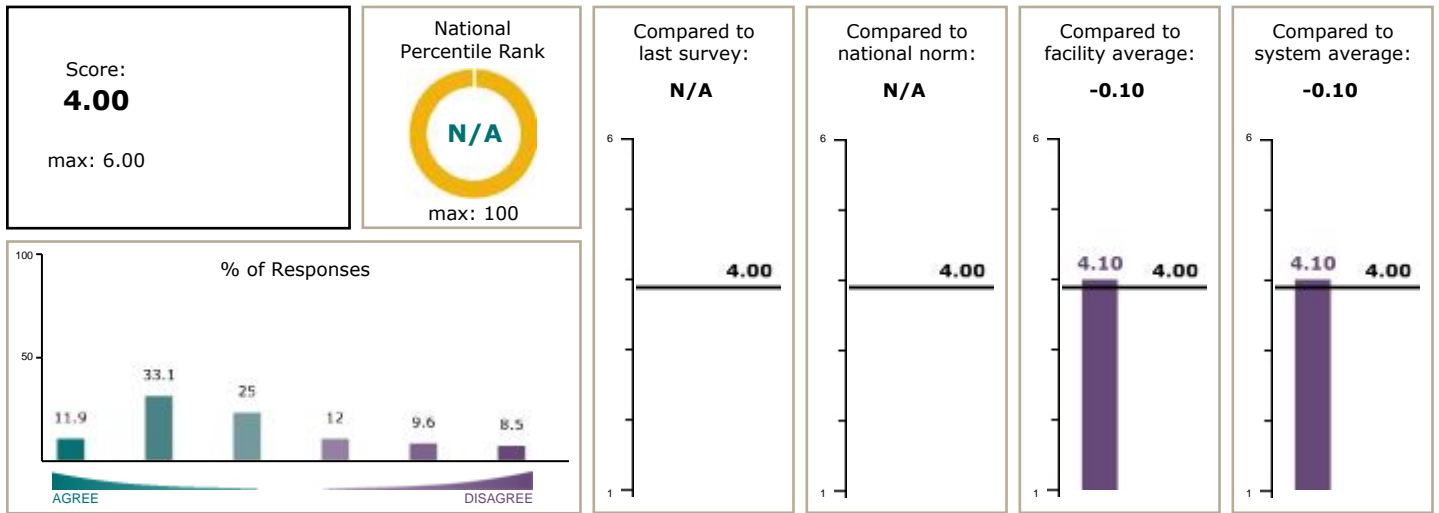 Score:
4.00
max: 6.00
National
Percentile Rank
N/A
max: 100
% of Responses
100
50
11.9
33.1
25
12
9.6
8.5
AGREE
DISAGREE
Compared to
last survey:
N/A
6
4.00
1
Compared to
national norm:
N/A
6
4.00
1
Compared to
facility average:
-0.10
6
4.10
4.00
1
Compared to
system average:
-0.10
6
4.10
4.00
1